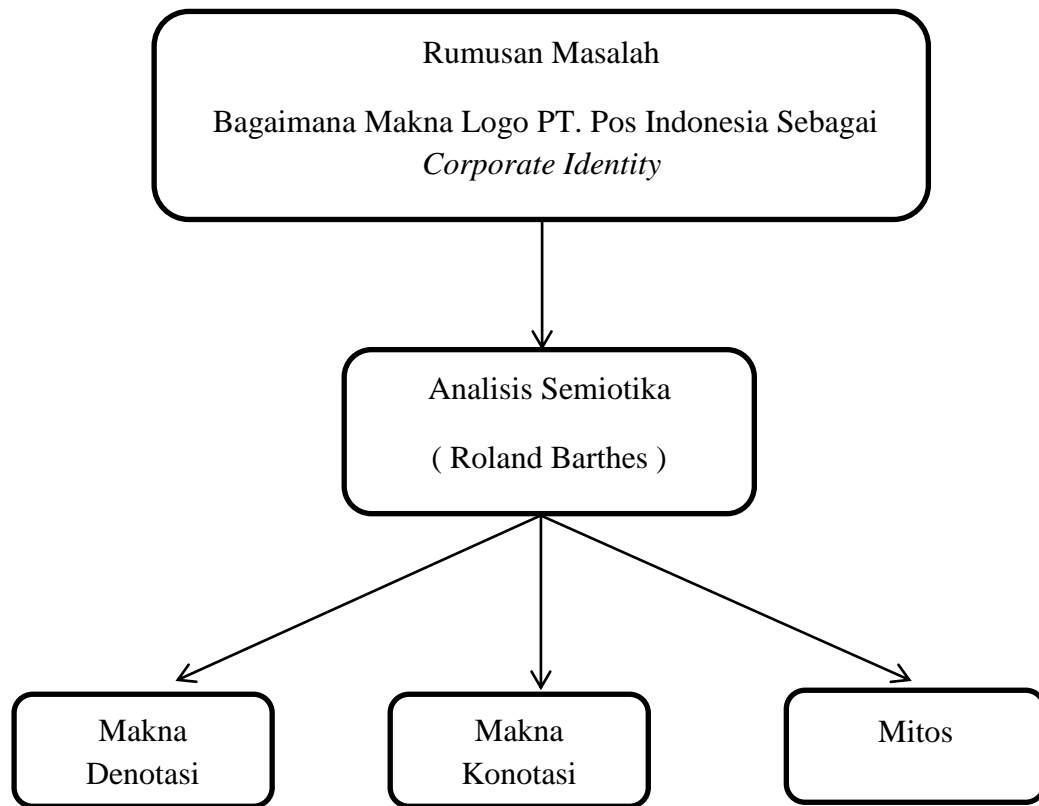 Rumusan Masalah
Bagaimana Makna Logo PT. Pos Indonesia Sebagai
Corporate Identity
Analisis Semiotika
( Roland Barthes )
Makna
Denotasi
Makna
Konotasi
Mitos